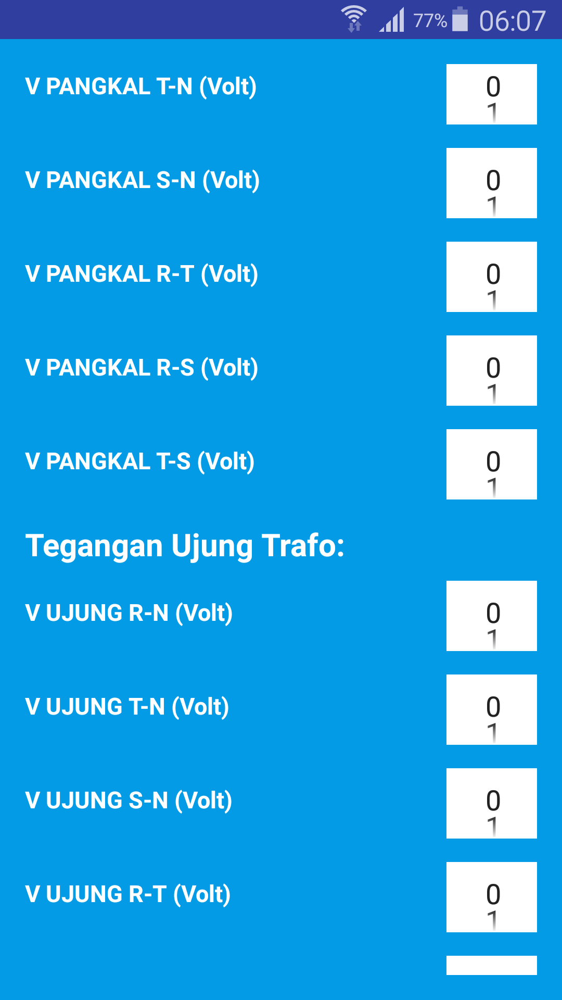 77% 06:07
V PANGKAL T-N (Volt) 0
1
V PANGKAL S-N (Volt) 0
1
V PANGKAL R-T (Volt) 0
1
V PANGKAL R-S (Volt) 0
1
V PANGKAL T-S (Volt) 0
1
Tegangan Ujung Trafo:
V UJUNG R-N (Volt) 0
1
V UJUNG T-N (Volt) 0
1
V UJUNG S-N (Volt) 0
1
V UJUNG R-T (Volt) 0
1